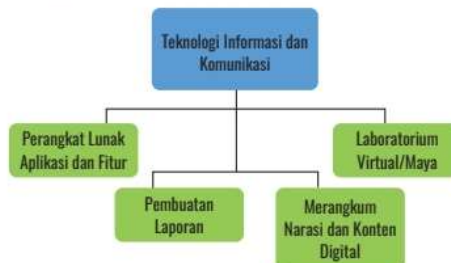 Teknologi Informasi dan
Komunikasi
Perangkat Lunak
Aplikasi dan Fitur
Laboratorium
Virtual/Maya
Pembuatan
Laporan
Merangkum
Narasi dan Konten
Digital